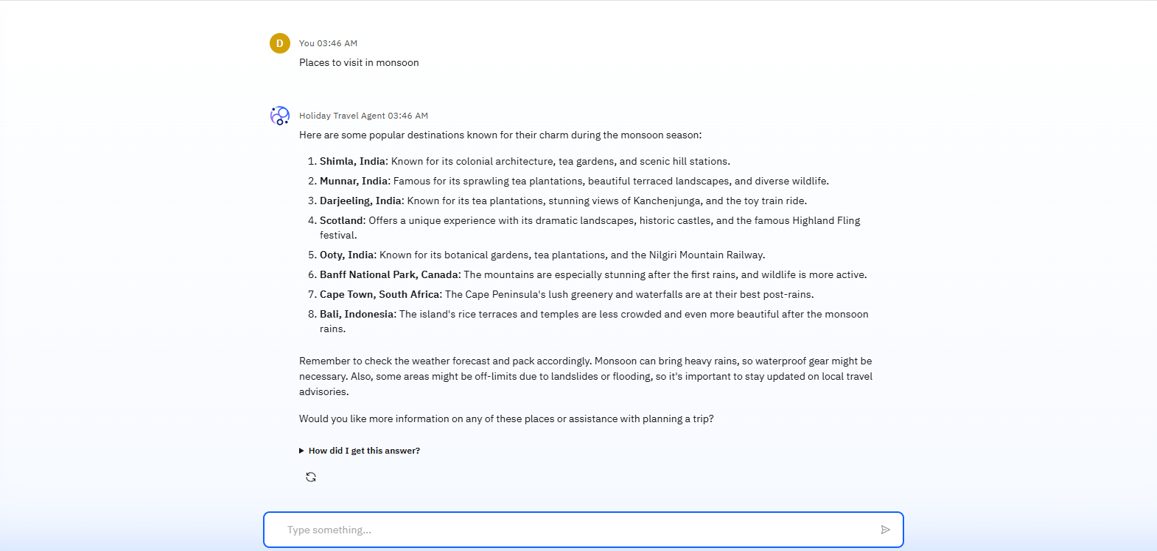 D
You 03:46 AM
Places to visit in monsoon
Holiday Travel Agent 03:46 AM
Here are some popular destinations known for their charm during the monsoon season:
1. Shimla, India: Known for its colonial architecture, tea gardens, and scenic hill stations.
2. Munnar, India: Famous for its sprawling tea plantations, beautiful terraced landscapes, and diverse wildlife.
3. Darjeeling, India: Known for its tea plantations, stunning views of Kanchenjunga, and the toy train ride.
4. Scotland: Offers a unique experience with its dramatic landscapes, historic castles, and the famous Highland Fling
festival.
5. Ooty, India: Known for its botanical gardens, tea plantations, and the Nilgiri Mountain Railway.
6. Banff National Park, Canada: The mountains are especially stunning after the first rains, and wildlife is more active.
7. Cape Town, South Africa: The Cape Peninsula's lush greenery and waterfalls are at their best post-rains.
8. Bali, Indonesia: The island's rice terraces and temples are less crowded and even more beautiful after the monsoon
rains.
Remember to check the weather forecast and pack accordingly. Monsoon can bring heavy rains, so waterproof gear might be
necessary. Also, some areas might be off-limits due to landslides or flooding, so it's important to stay updated on local travel
advisories.
Would you like more information on any of these places or assistance with planning a trip?
How did I get this answer?
Type something...